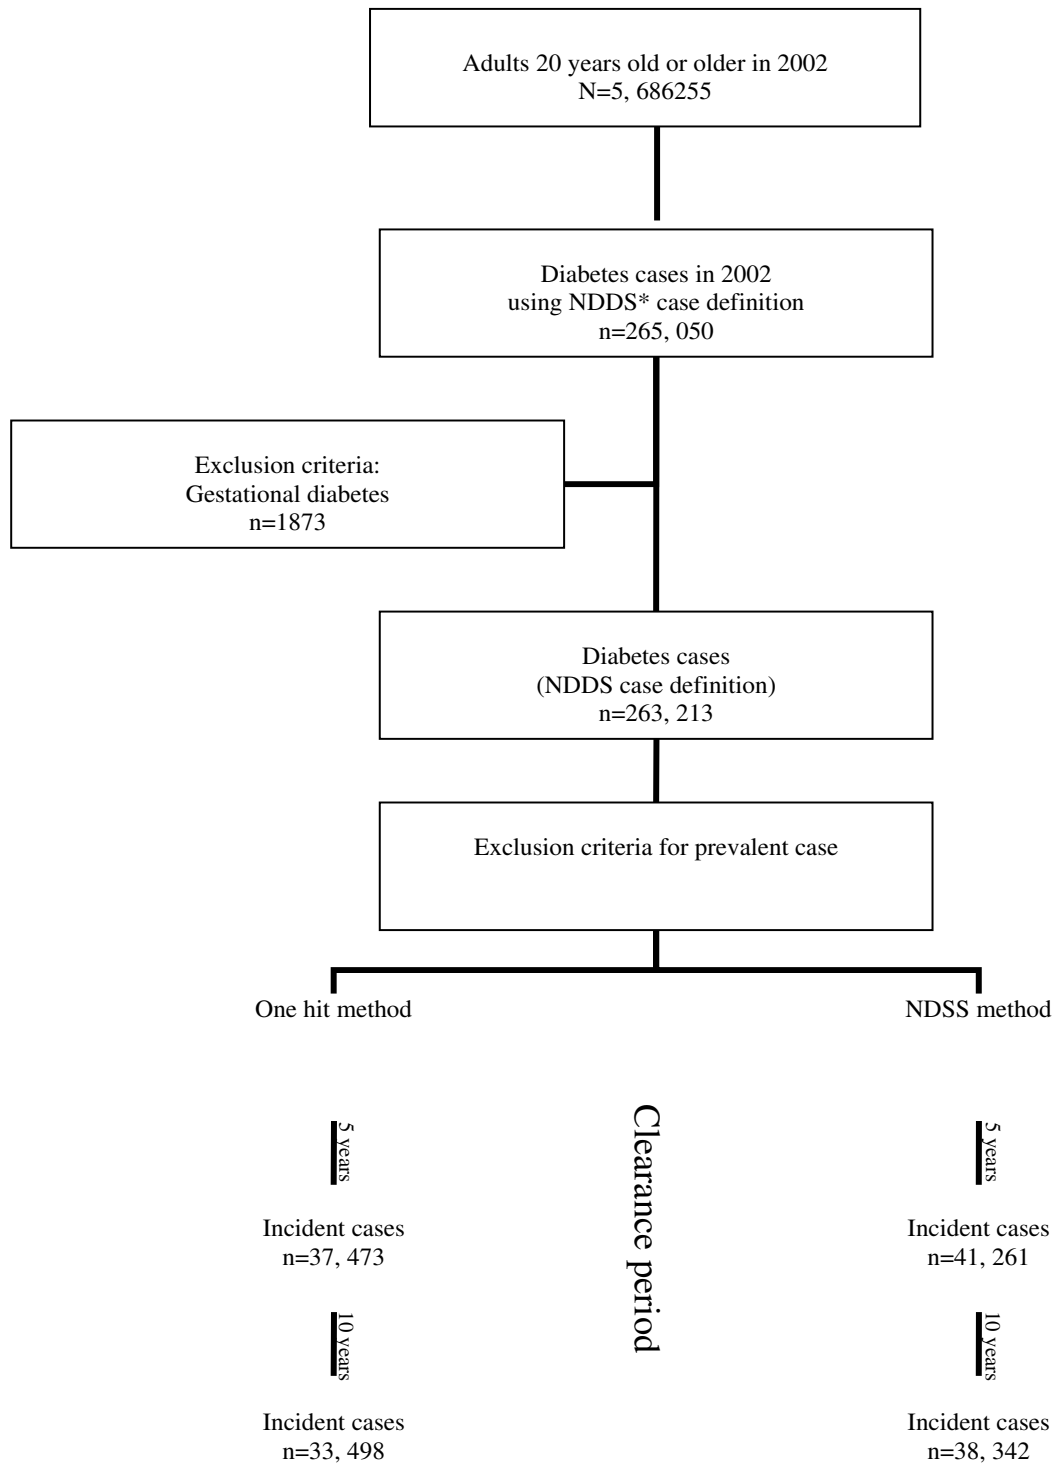 Adults 20 years old or older in 2002
N=5, 686255
Diabetes cases in 2002
using NDDS* case definition
n=265, 050
Exclusion criteria:
Gestational diabetes
n=1873
Diabetes cases
(NDDS case definition)
n=263, 213
Exclusion criteria for prevalent case
One hit method
NDSS method
Clearance period
5 years
5 years
Incident cases
n=37, 473
Incident cases
n=41, 261
10 years
10 years
Incident cases
n=33, 498
Incident cases
n=38, 342